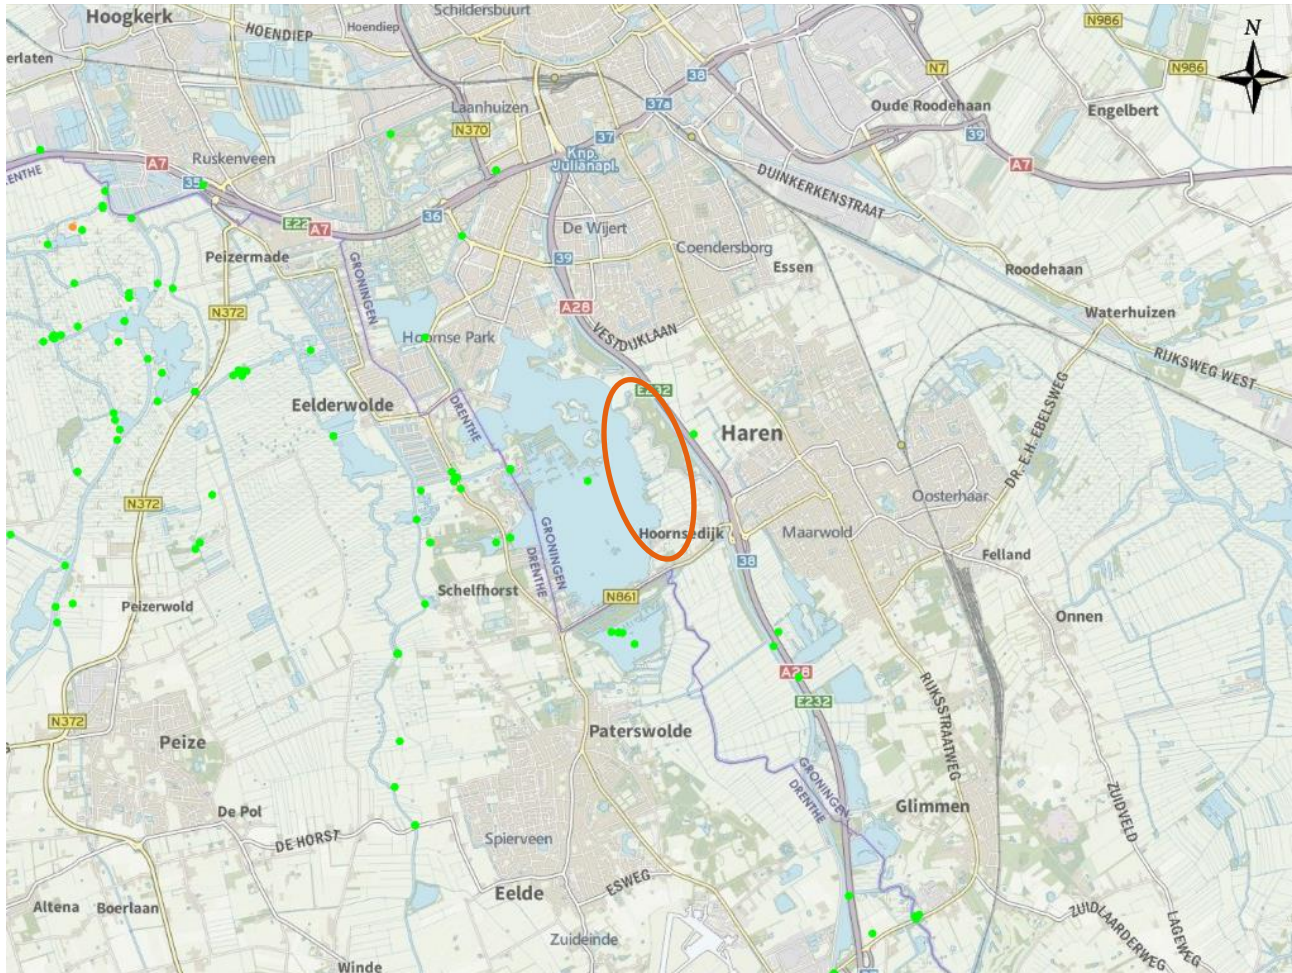 Schildersbuurt
Hoogkerk
N986
HOENDIEP
Hoendiep
N
erlaten
38
N7
N986
37a
Laanhuizen
Oude Roodehaan
Engelbert
N370
37
39
Knp.
Julianapl.
A7
Ruskenveen
A7
DRENTHE
35
DUINKERKENSTRAAT
36
E22
A7
De Wijert
Coendersborg
Peizermade
39
Essen
Roodehaan
GRONINGEN
A28
N372
Waterhuizen
VESTDIJKLAAN
Hoornse Park
RIJKSWEG WEST
E232
Eelderwolde
DRENTHE
Haren
DR. E.H. EBELSWEG
N372
Oosterhaar
Hoornsedijk
Maarwold
GRONINGEN
DRENTHE
38
Felland
Schelfhorst
N861
Peizerwold
Onnen
A28
E232
RIJKSSTRAATWEG
N372
Peize
Paterswolde
GRONINGEN
DRENTHE
De Pol
Glimmen
ZUIDVELD
DE HORST
Spierveen
Eelde
ESWEG
Altena
Boerlaan
ZUIDLAARDERWEG
LAGEWEG
Zuideinde
Winde